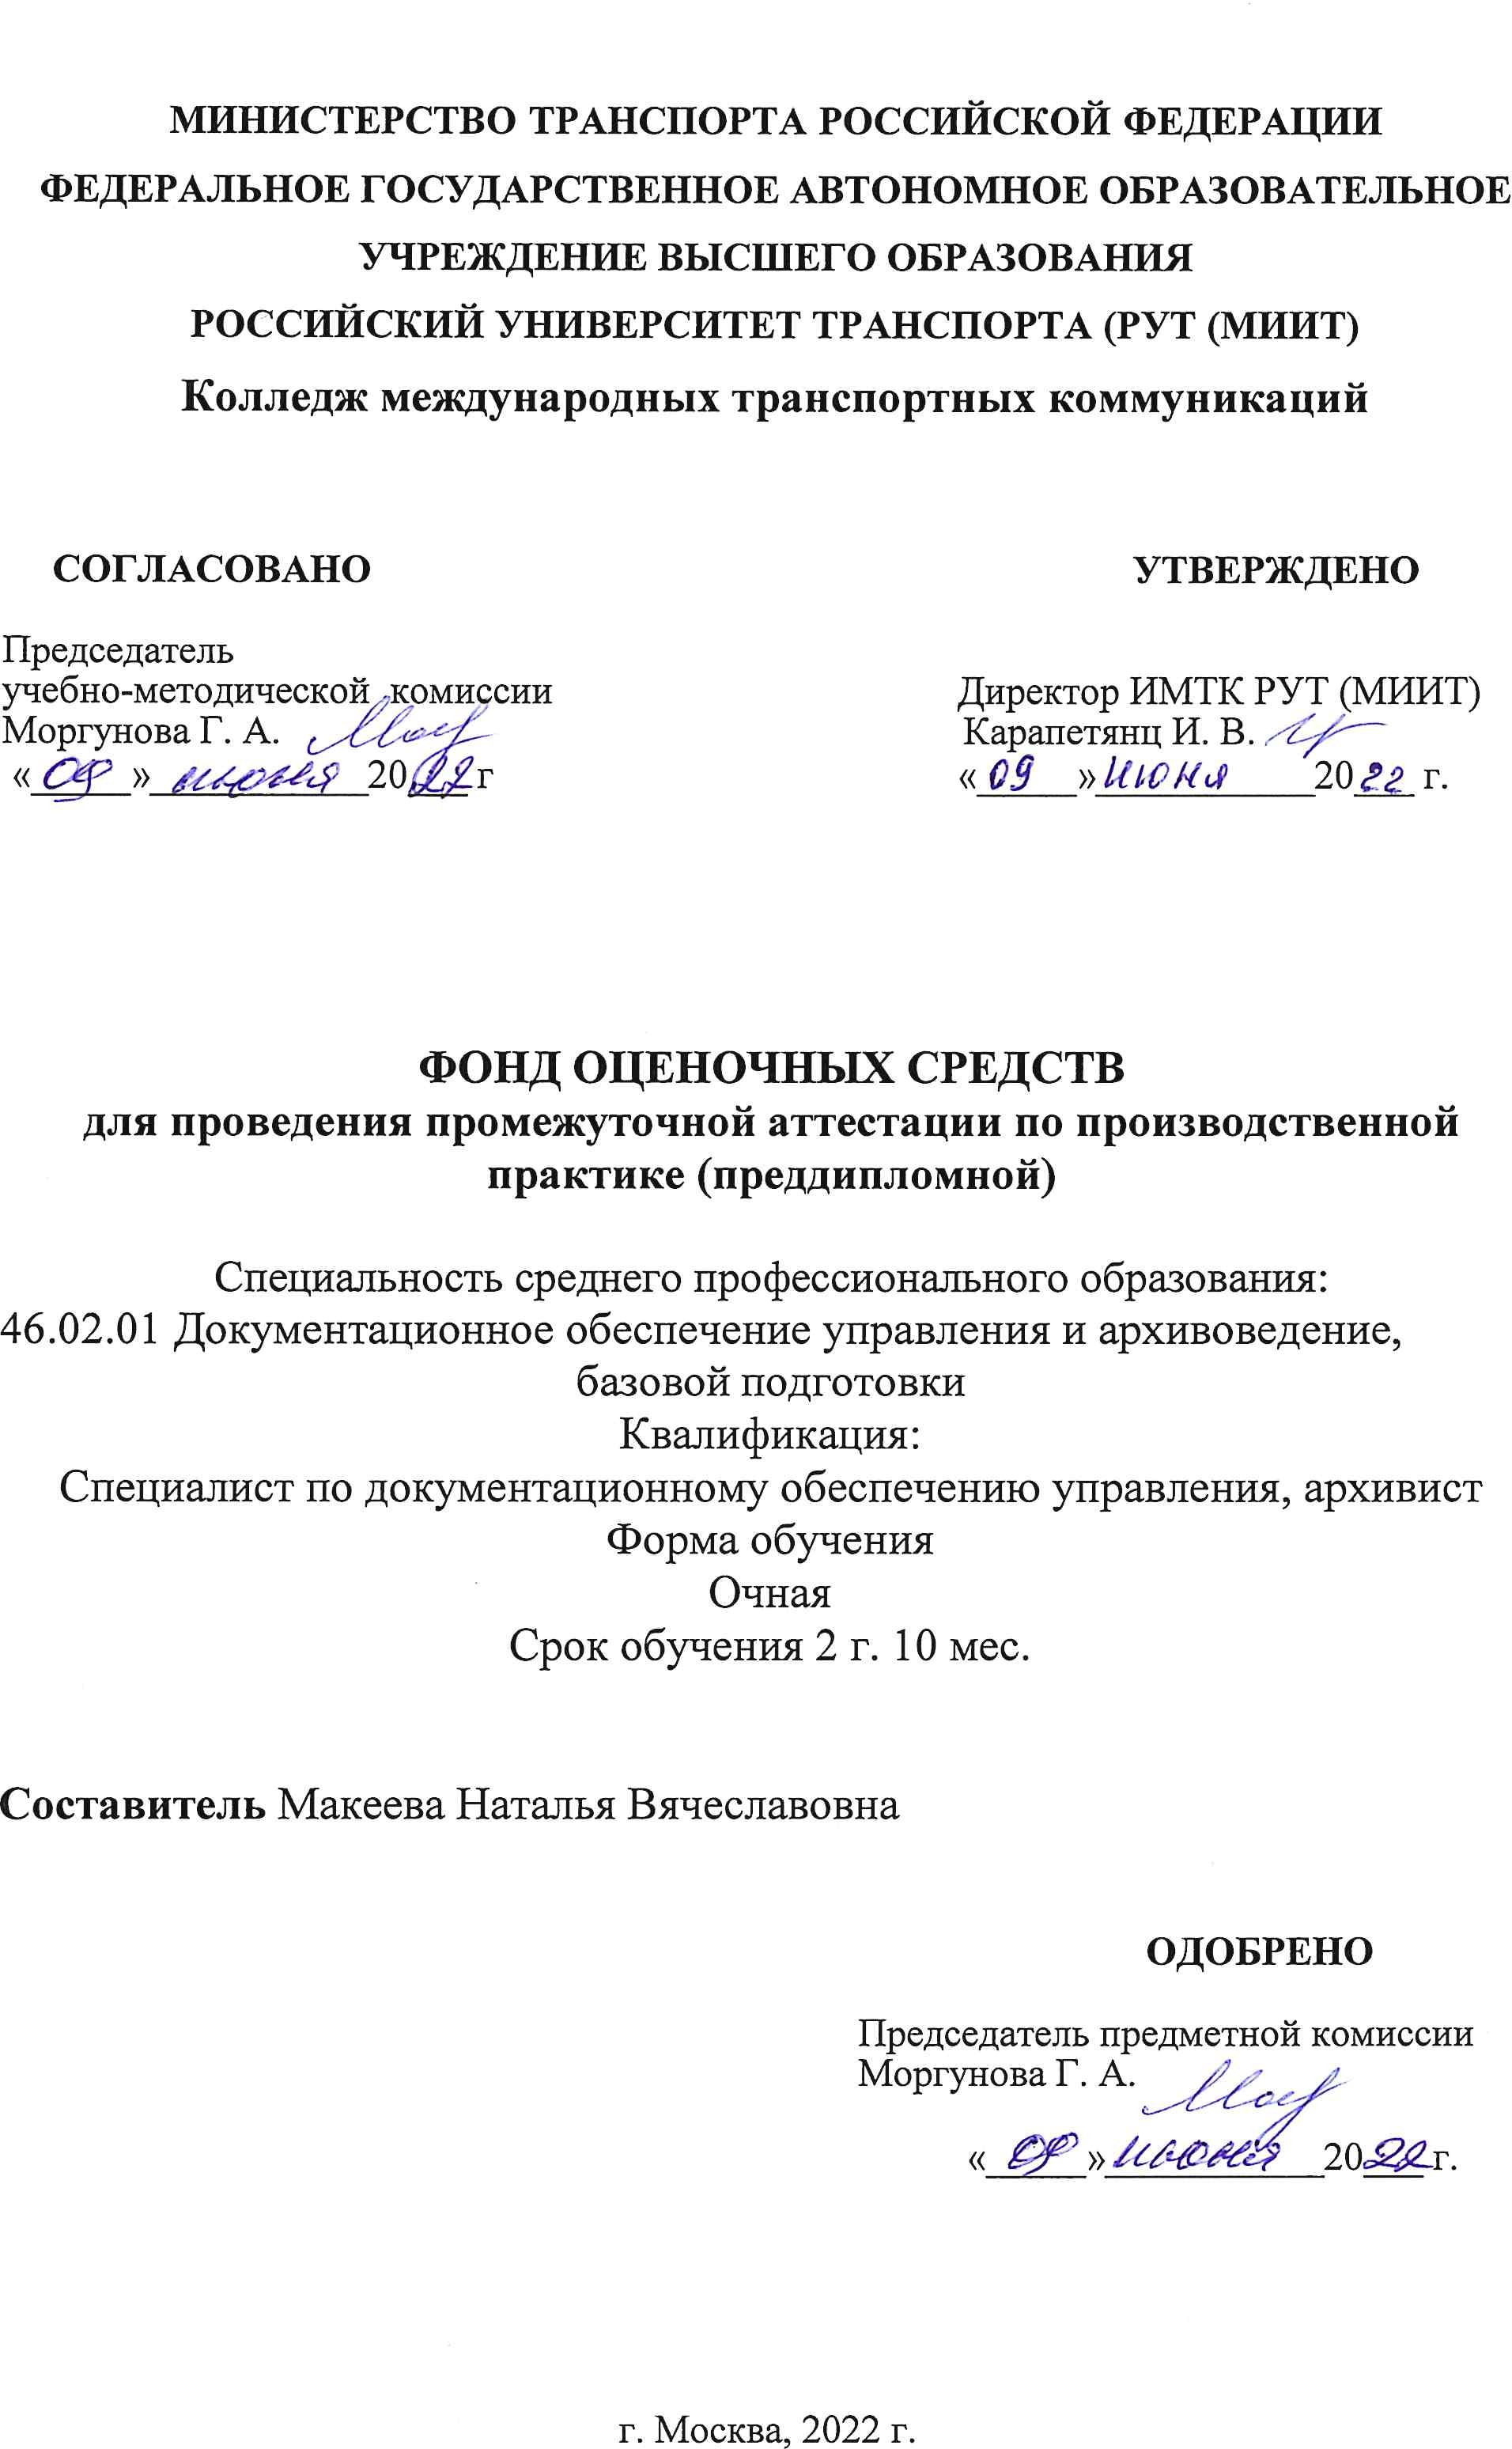 МИНИСТЕРСТВО ТРАНСПОРТА РОССИЙСКОЙ ФЕДЕРАЦИИ
ФЕДЕРАЛЬНОЕ ГОСУДАРСТВЕННОЕ АВТОНОМНОЕ ОБРАЗОВАТЕЛЬНОЕ
УЧРЕЖДЕНИЕ ВЫСШЕГО ОБРАЗОВАНИЯ
РОССИЙСКИЙ УНИВЕРСИТЕТ ТРАНСПОРТА (РУТ (МИИТ)
Колледж международных транспортных коммуникаций
СОГЛАСОВАНО
Председатель
учебно-методической комиссии
Моргунова Г. А.
«09» июня 2022 г
УТВЕРЖДЕНО
Директор ИМТК РУТ (МИИТ)
Карапетянц И. В.
«09» июня 2022 г.
ФОНД ОЦЕНОЧНЫХ СРЕДСТВ
для проведения промежуточной аттестации по производственной
практике (преддипломной)
Специальность среднего профессионального образования:
46.02.01 Документационное обеспечение управления и архивоведение,
базовой подготовки
Квалификация:
Специалист по документационному обеспечению управления, архивист
Форма обучения
Очная
Срок обучения 2 г. 10 мес.
Составитель Макеева Наталья Вячеславовна
ОДОБРЕНО
Председатель предметной комиссии
Моргунова Г. А.
«09» июня 2022 г.
г. Москва, 2022 г.